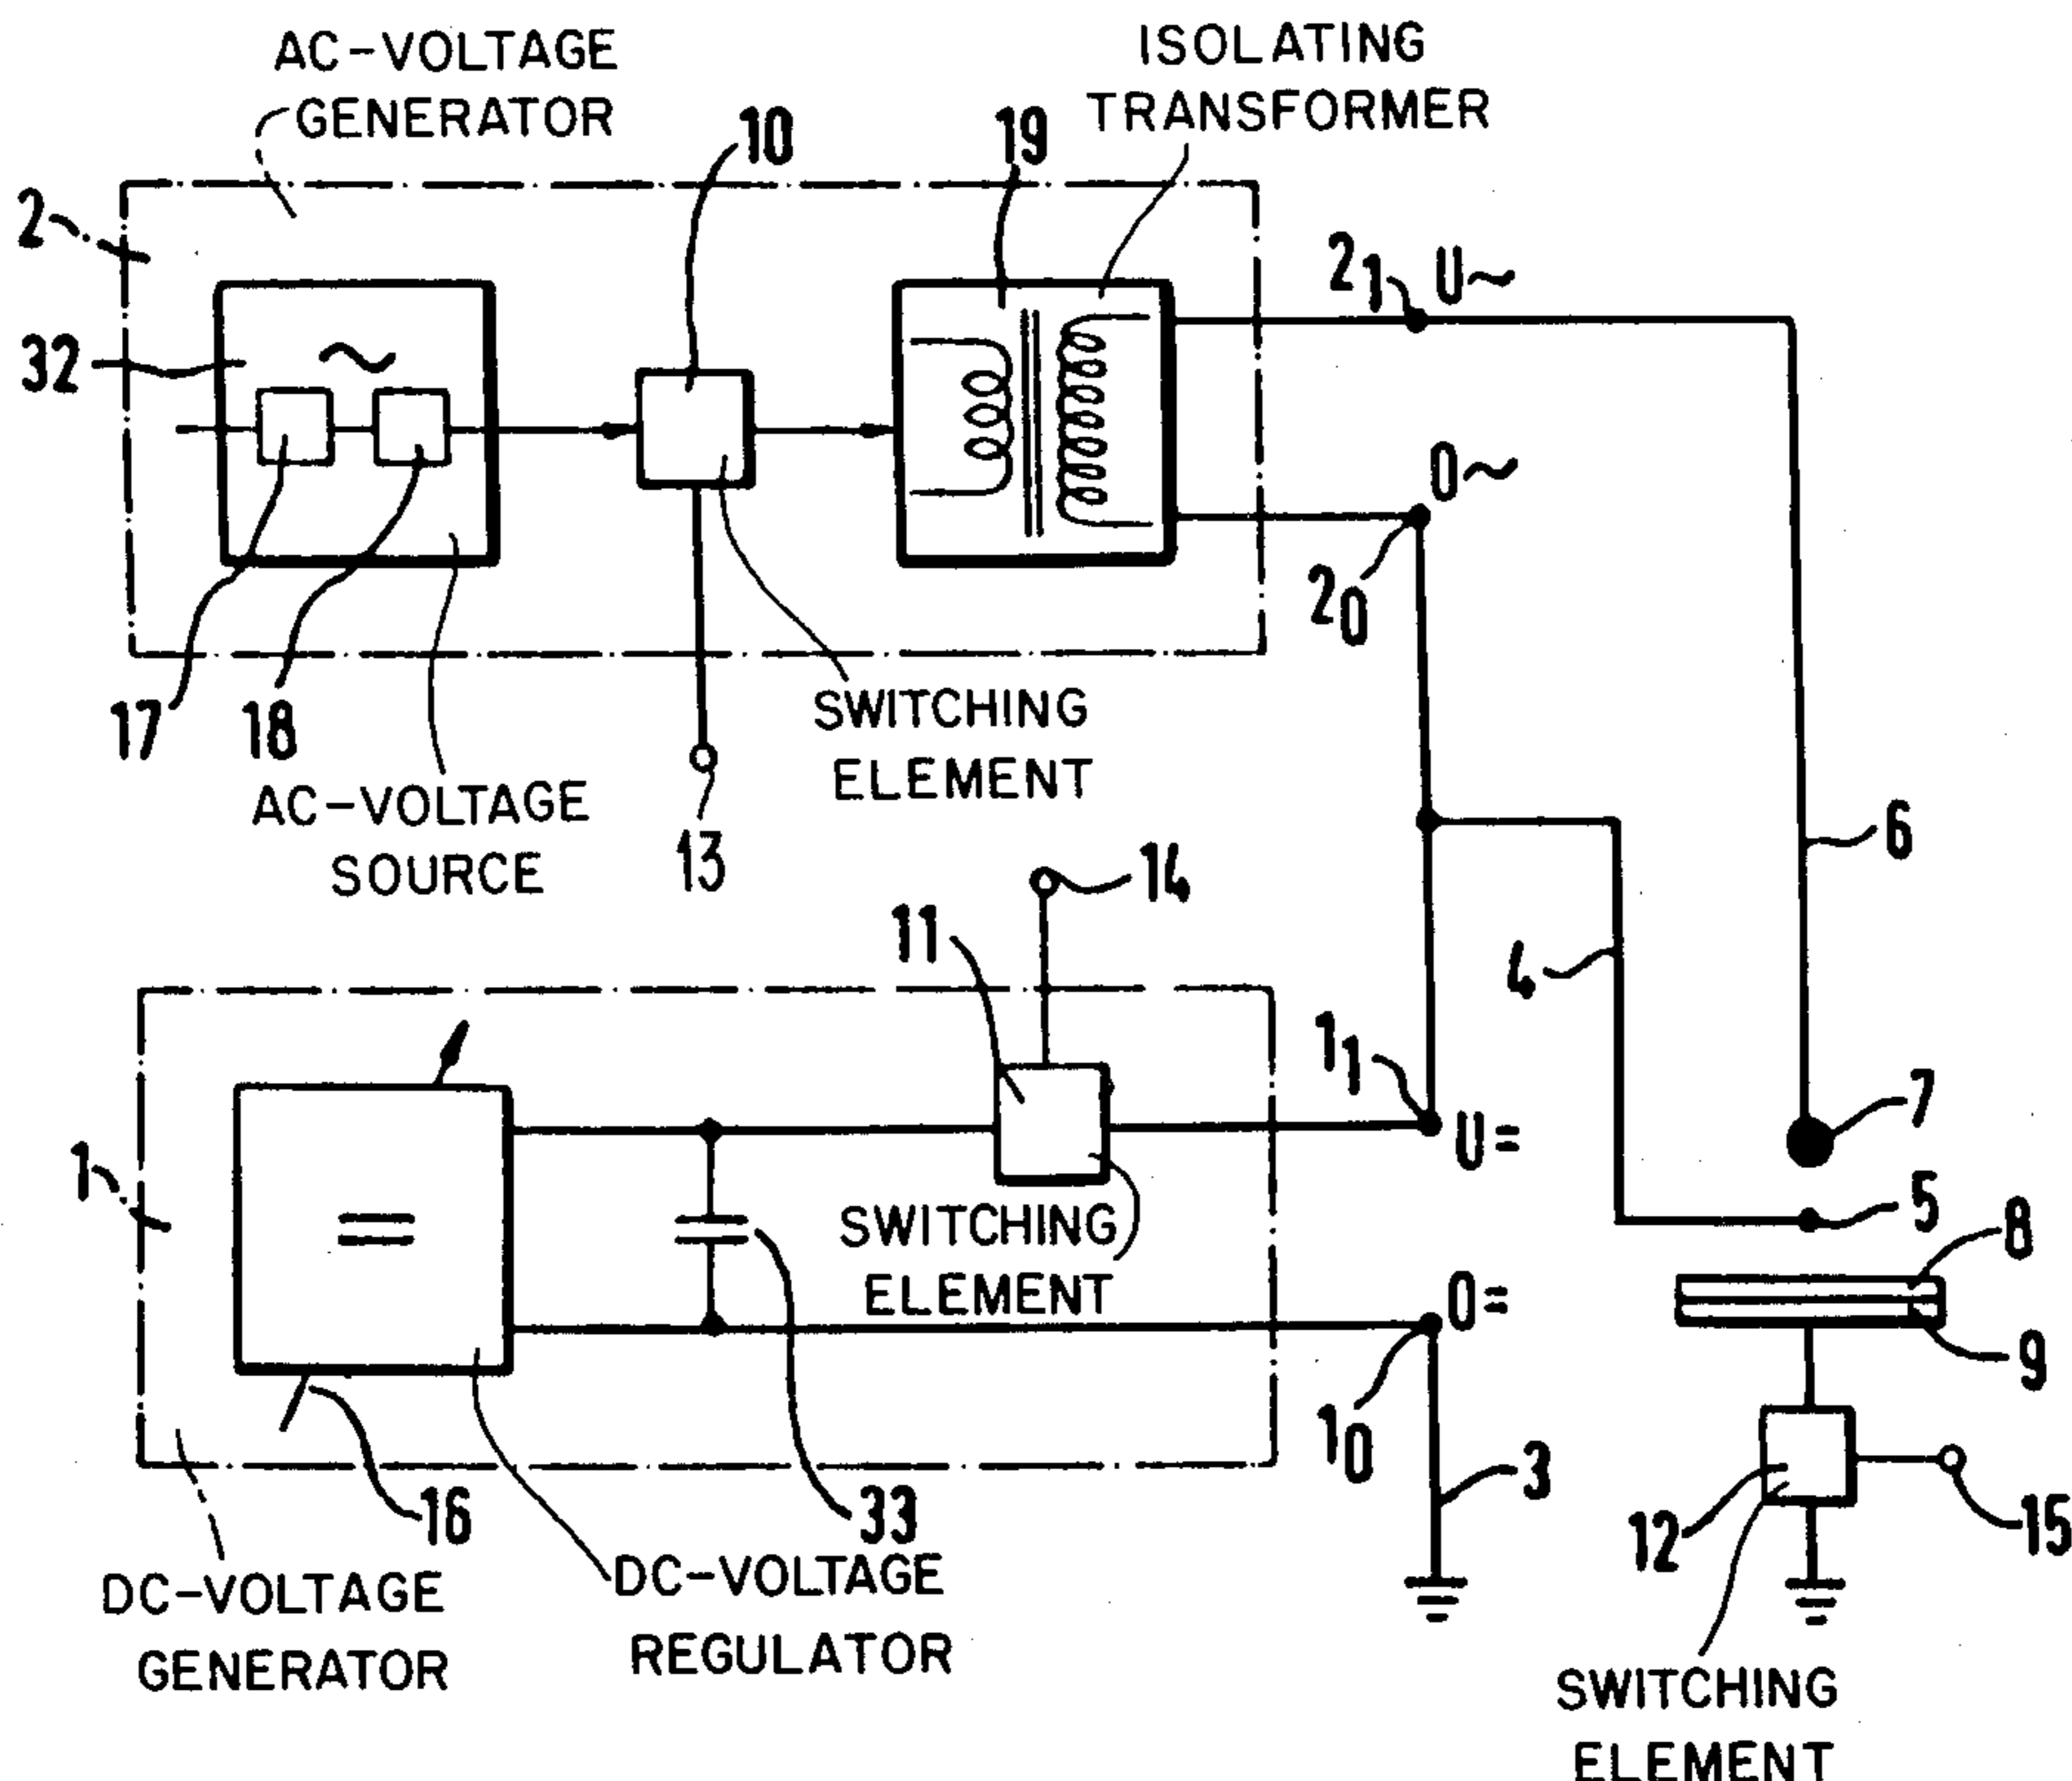 AC-VOLTAGE
GENERATOR
ISOLATING
TRANSFORMER
10
19
2
2₁ U~
32
0~
2₀
17
18
SWITCHING
ELEMENT
AC-VOLTAGE
SOURCE
13
6
14
11
4
1₁
U=
7
1
5
SWITCHING
ELEMENT
8
0=
9
1₀
3
16
33
12
15
DC-VOLTAGE
GENERATOR
DC-VOLTAGE
REGULATOR
SWITCHING
ELEMENT